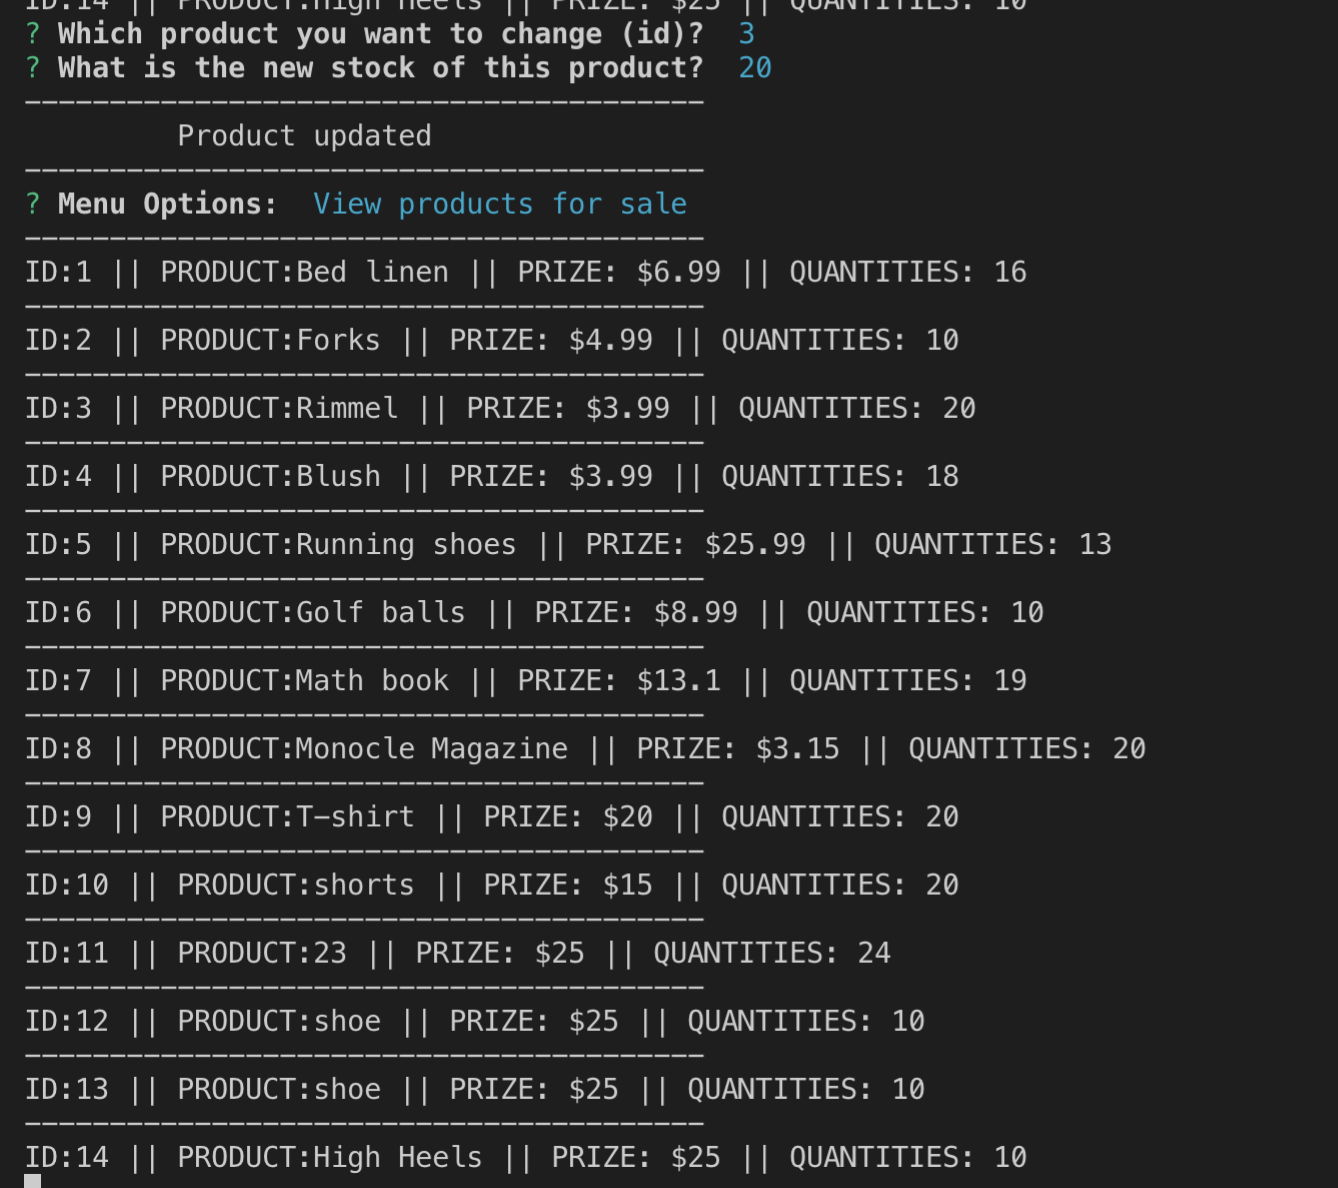 ID:14 || PRODUCT:High Heels || PRIZE: $25 || QUANTITIES: 10
? Which product you want to change (id)? 3
? What is the new stock of this product? 20
----------------------------------------
Product updated
----------------------------------------
? Menu Options: View products for sale
----------------------------------------
ID:1 || PRODUCT:Bed linen || PRIZE: $6.99 || QUANTITIES: 16
----------------------------------------
ID:2 || PRODUCT:Forks || PRIZE: $4.99 || QUANTITIES: 10
----------------------------------------
ID:3 || PRODUCT:Rimmel || PRIZE: $3.99 || QUANTITIES: 20
----------------------------------------
ID:4 || PRODUCT:Blush || PRIZE: $3.99 || QUANTITIES: 18
----------------------------------------
ID:5 || PRODUCT:Running shoes || PRIZE: $25.99 || QUANTITIES: 13
----------------------------------------
ID:6 || PRODUCT:Golf balls || PRIZE: $8.99 || QUANTITIES: 10
----------------------------------------
ID:7 || PRODUCT:Math book || PRIZE: $13.1 || QUANTITIES: 19
----------------------------------------
ID:8 || PRODUCT:Monocle Magazine || PRIZE: $3.15 || QUANTITIES: 20
----------------------------------------
ID:9 || PRODUCT:T-shirt || PRIZE: $20 || QUANTITIES: 20
----------------------------------------
ID:10 || PRODUCT:shorts || PRIZE: $15 || QUANTITIES: 20
----------------------------------------
ID:11 || PRODUCT:23 || PRIZE: $25 || QUANTITIES: 24
----------------------------------------
ID:12 || PRODUCT:shoe || PRIZE: $25 || QUANTITIES: 10
----------------------------------------
ID:13 || PRODUCT:shoe || PRIZE: $25 || QUANTITIES: 10
----------------------------------------
ID:14 || PRODUCT:High Heels || PRIZE: $25 || QUANTITIES: 10